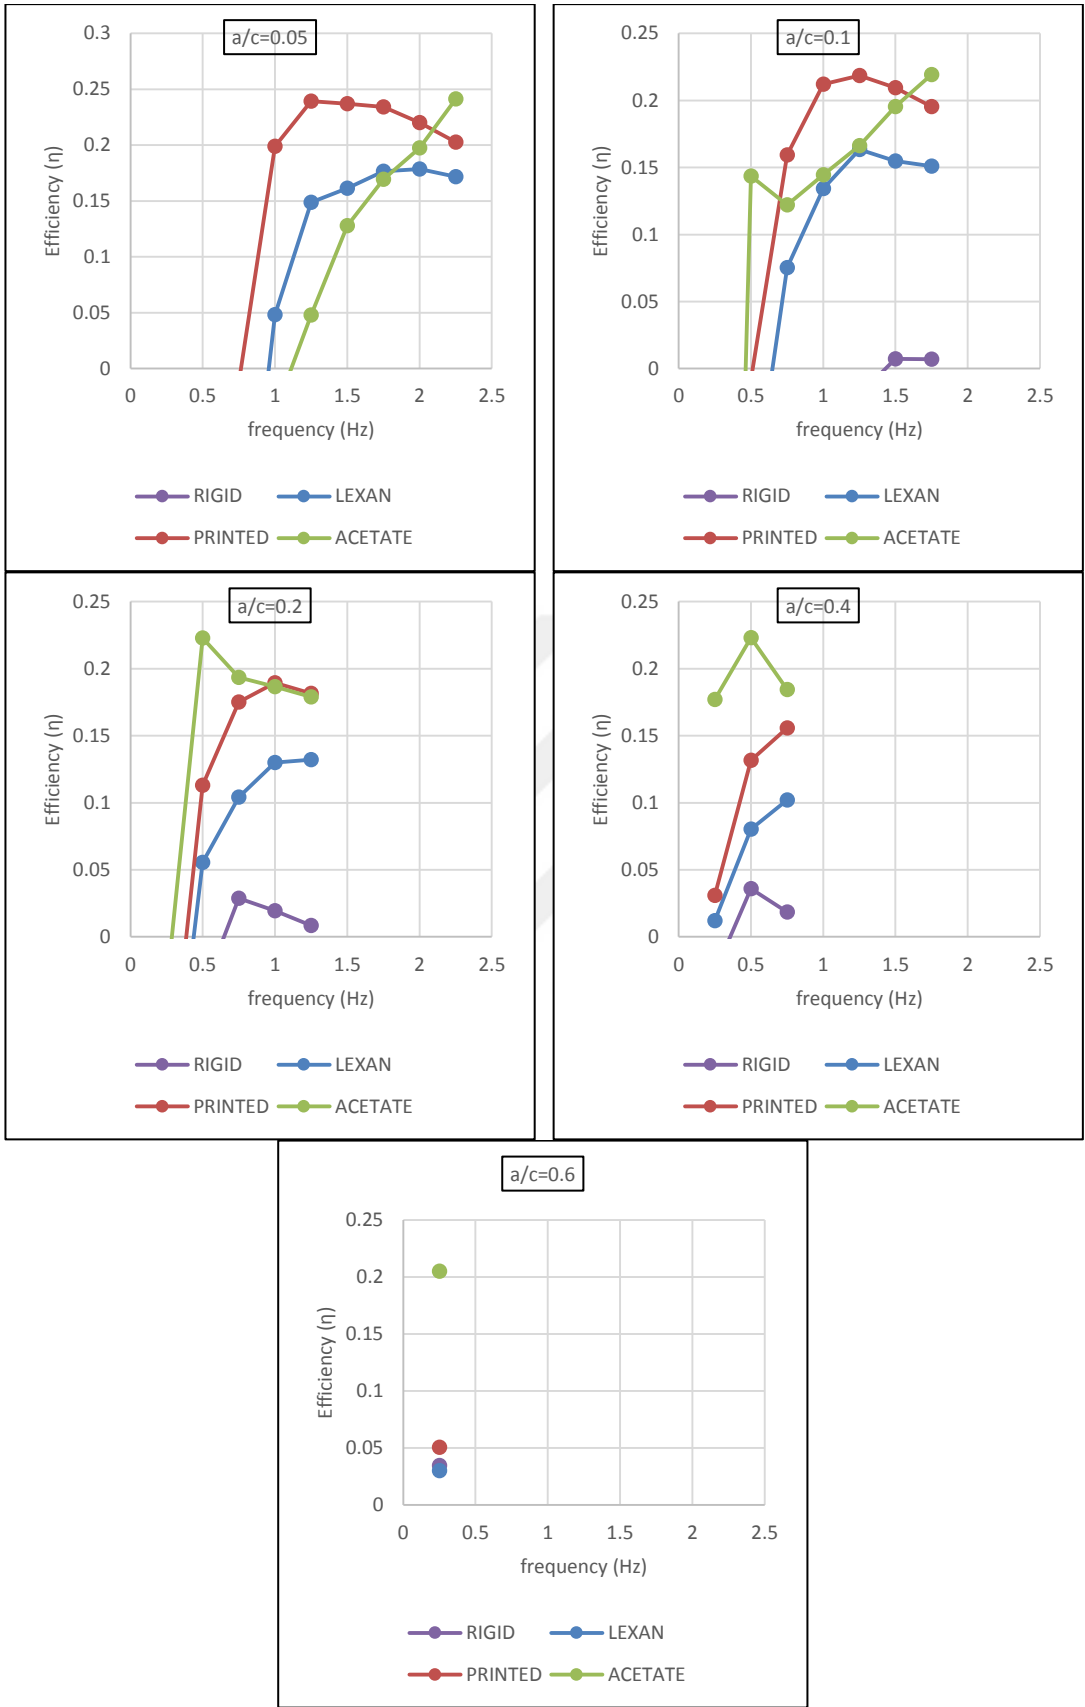 a/c=0.05
0.3
0.25
0.2
0.15
0.1
0.05
0
Efficiency (η)
0 0.5 1 1.5 2 2.5
frequency (Hz)
RIGID LEXAN
PRINTED ACETATE
a/c=0.1
0.25
0.2
0.15
0.1
0.05
0
Efficiency (η)
0 0.5 1 1.5 2 2.5
frequency (Hz)
RIGID LEXAN
PRINTED ACETATE
a/c=0.2
0.25
0.2
0.15
0.1
0.05
0
Efficiency (η)
0 0.5 1 1.5 2 2.5
frequency (Hz)
RIGID LEXAN
PRINTED ACETATE
a/c=0.4
0.25
0.2
0.15
0.1
0.05
0
Efficiency (η)
0 0.5 1 1.5 2 2.5
frequency (Hz)
RIGID LEXAN
PRINTED ACETATE
a/c=0.6
0.25
0.2
0.15
0.1
0.05
0
Efficiency (η)
0 0.5 1 1.5 2 2.5
frequency (Hz)
RIGID LEXAN
PRINTED ACETATE